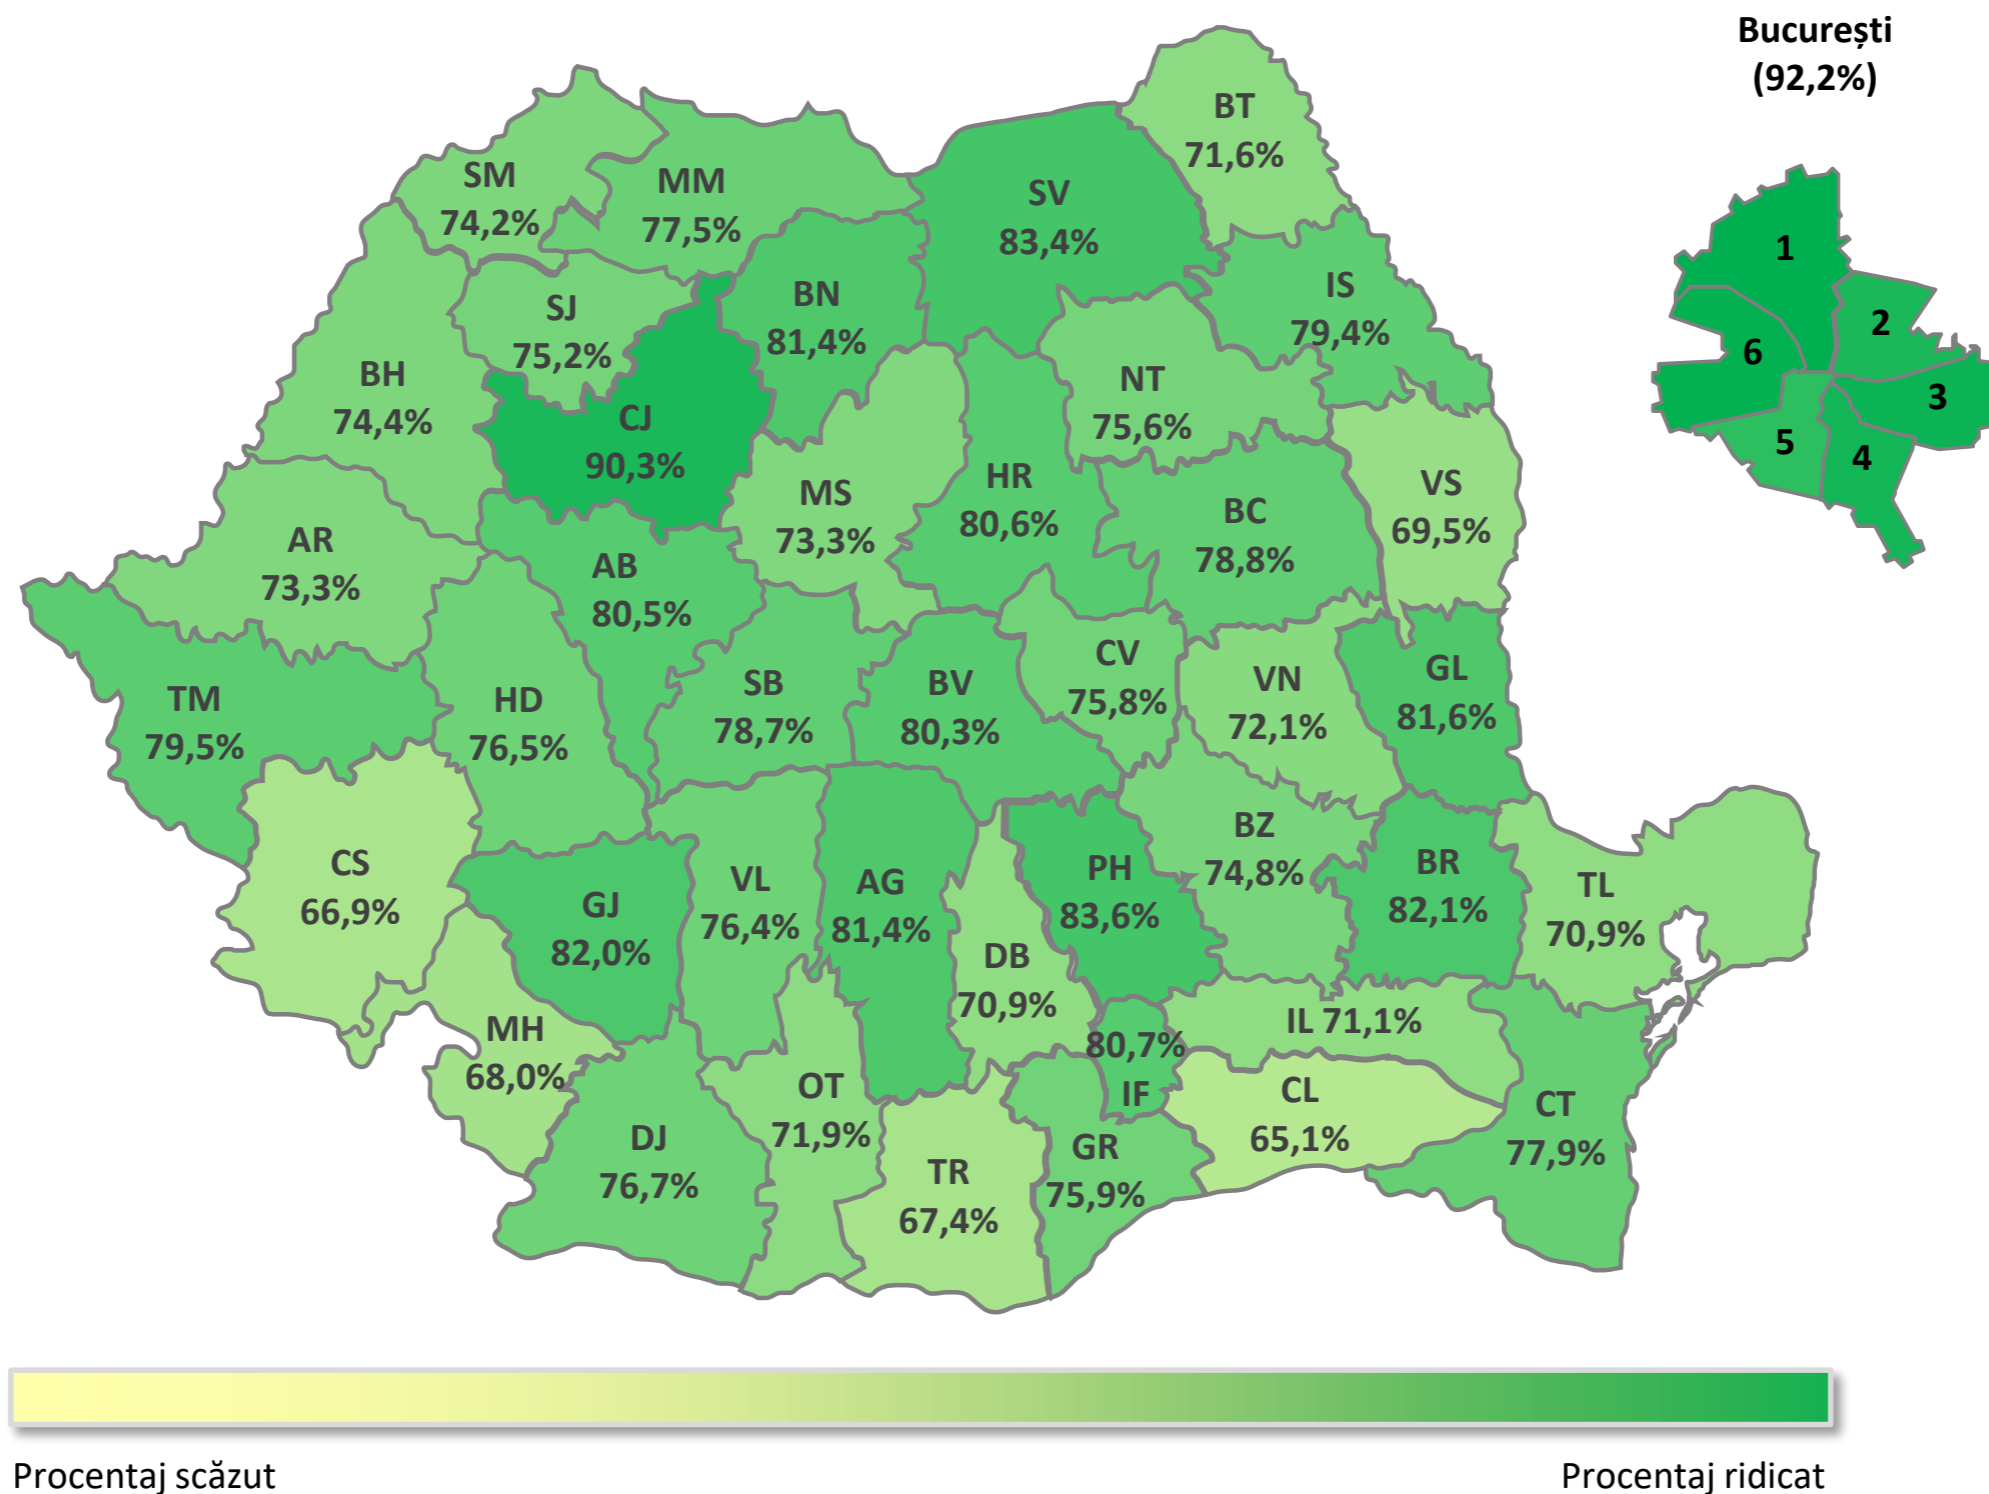 București
(92,2%)
BT
71,6%
SM
74,2%
MM
77,5%
SV
83,4%
1
2
3
4
5
6
BN
81,4%
IS
79,4%
SJ
75,2%
BH
74,4%
NT
75,6%
CJ
90,3%
MS
73,3%
HR
80,6%
BC
78,8%
VS
69,5%
AR
73,3%
AB
80,5%
TM
79,5%
HD
76,5%
SB
78,7%
BV
80,3%
CV
75,8%
VN
72,1%
GL
81,6%
CS
66,9%
GJ
82,0%
VL
76,4%
AG
81,4%
DB
70,9%
PH
83,6%
BZ
74,8%
BR
82,1%
TL
70,9%
MH
68,0%
80,7%
IF
IL 71,1%
OT
71,9%
DJ
76,7%
TR
67,4%
GR
75,9%
CL
65,1%
CT
77,9%
Procentaj scăzut
Procentaj ridicat